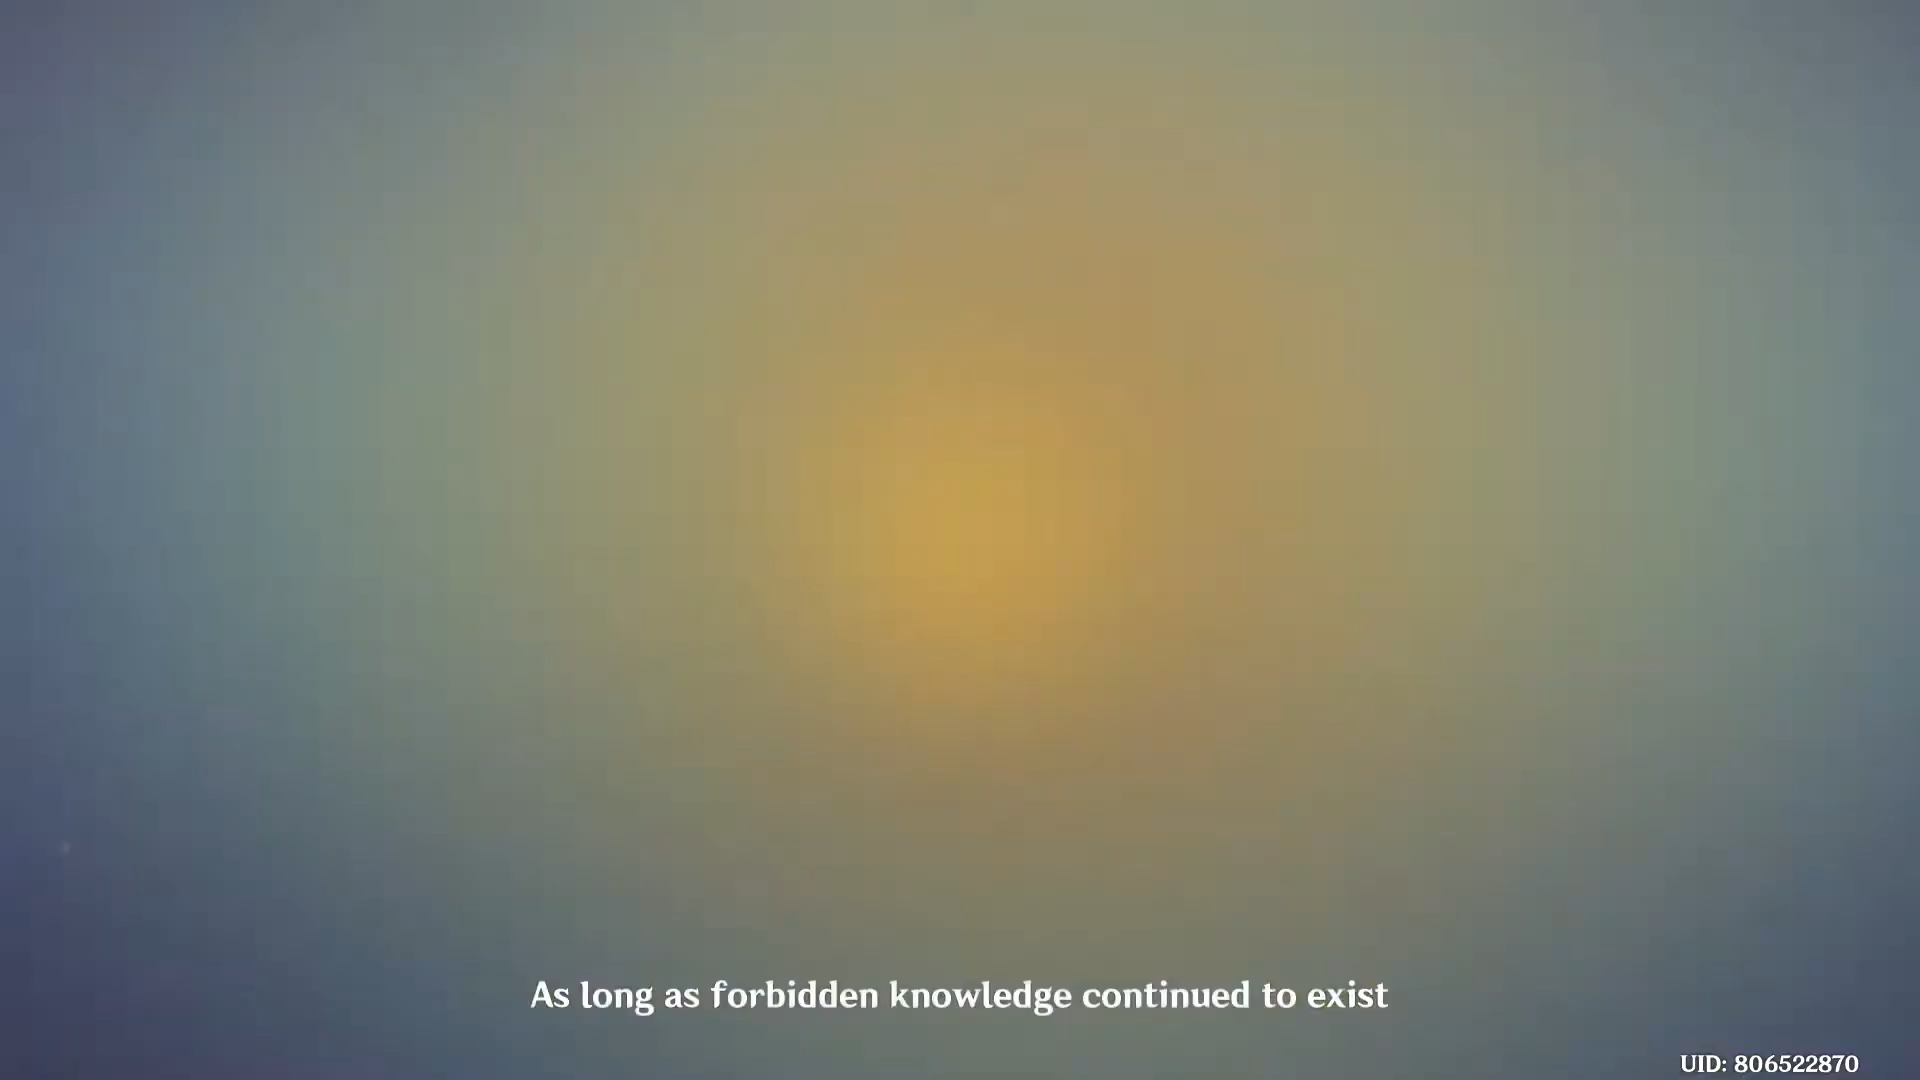 As long as forbidden knowledge continued to exist
UID: 806522870